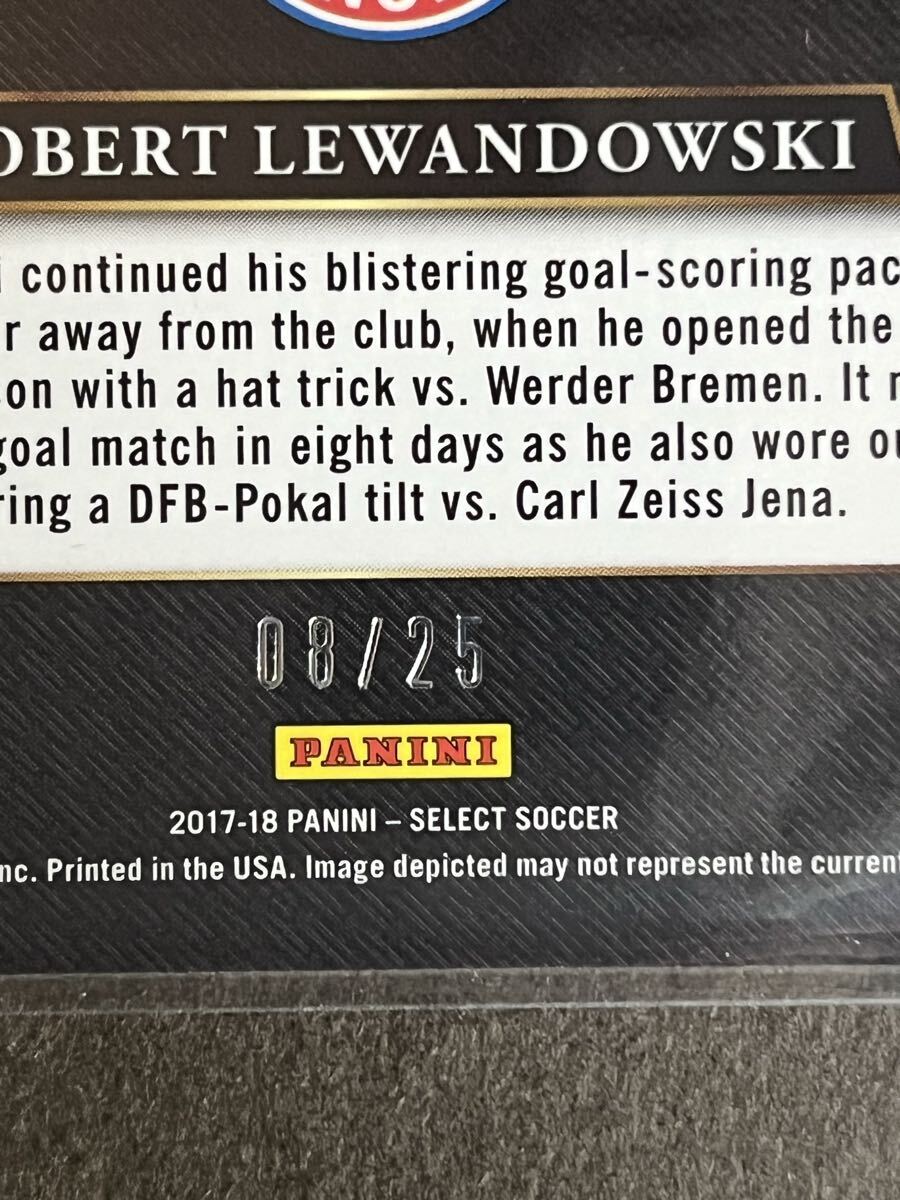 OBERT LEWANDOWSKI
i continued his blistering goal-scoring pac
r away from the club, when he opened the
on with a hat trick vs. Werder Bremen. It
goal match in eight days as he also wore ou
ring a DFB-Pokal tilt vs. Carl Zeiss Jena.
08/25
PANINI
2017-18 PANINI – SELECT SOCCER
nc. Printed in the USA. Image depicted may not represent the current